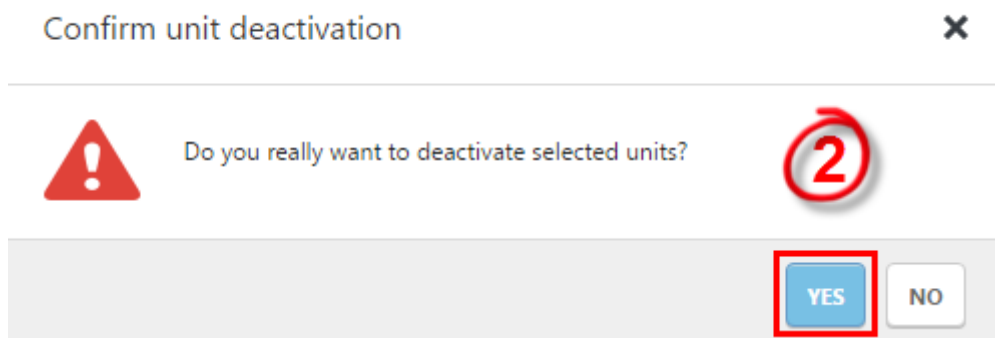 Confirm unit deactivation
Do you really want to deactivate selected units?
2
YES NO